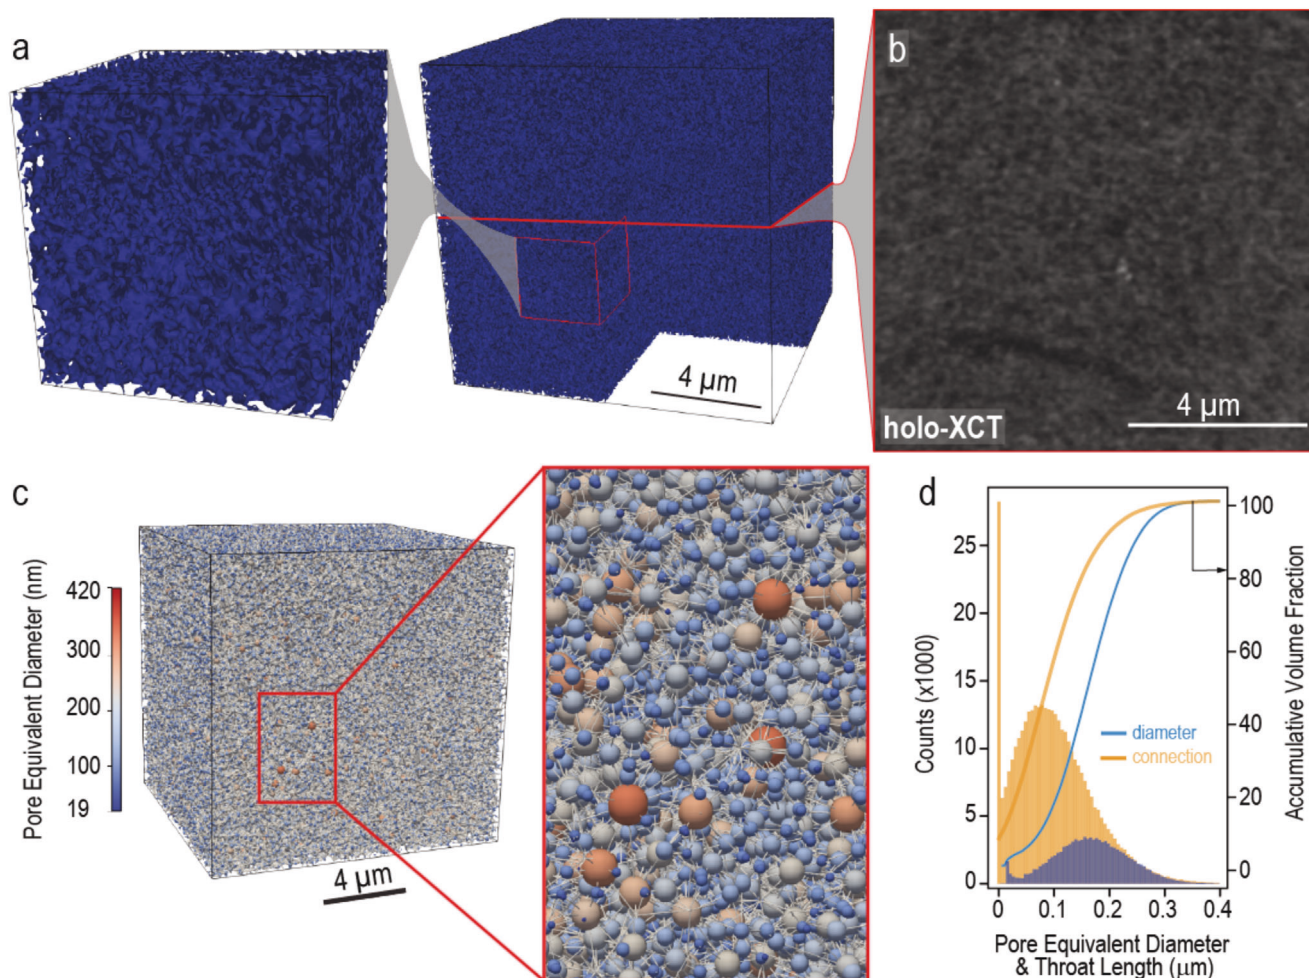 a
4 µm
b
holo-XCT
4 µm
c
Pore Equivalent Diameter (nm)
420
300
200
100
19
4 µm
d
Counts (x1000)
25
20
15
10
5
0
diameter
connection
100
80
60
40
20
0
Accumulative Volume Fraction
0
0.1
0.2
0.3
0.4
Pore Equivalent Diameter
& Throat Length (µm)